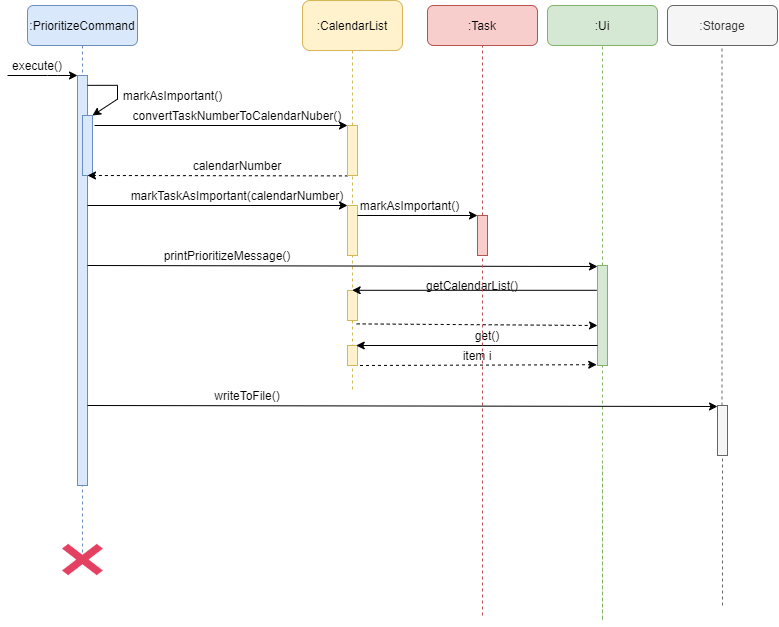 :PrioritizeCommand
:CalendarList
:Task
:Ui
:Storage
execute()
markAsImportant()
convertTaskNumberToCalendarNuber()
calendarNumber
markTaskAsImportant(calendarNumber)
markAsImportant()
printPrioritizeMessage()
getCalendarList()
get()
item i
writeToFile()